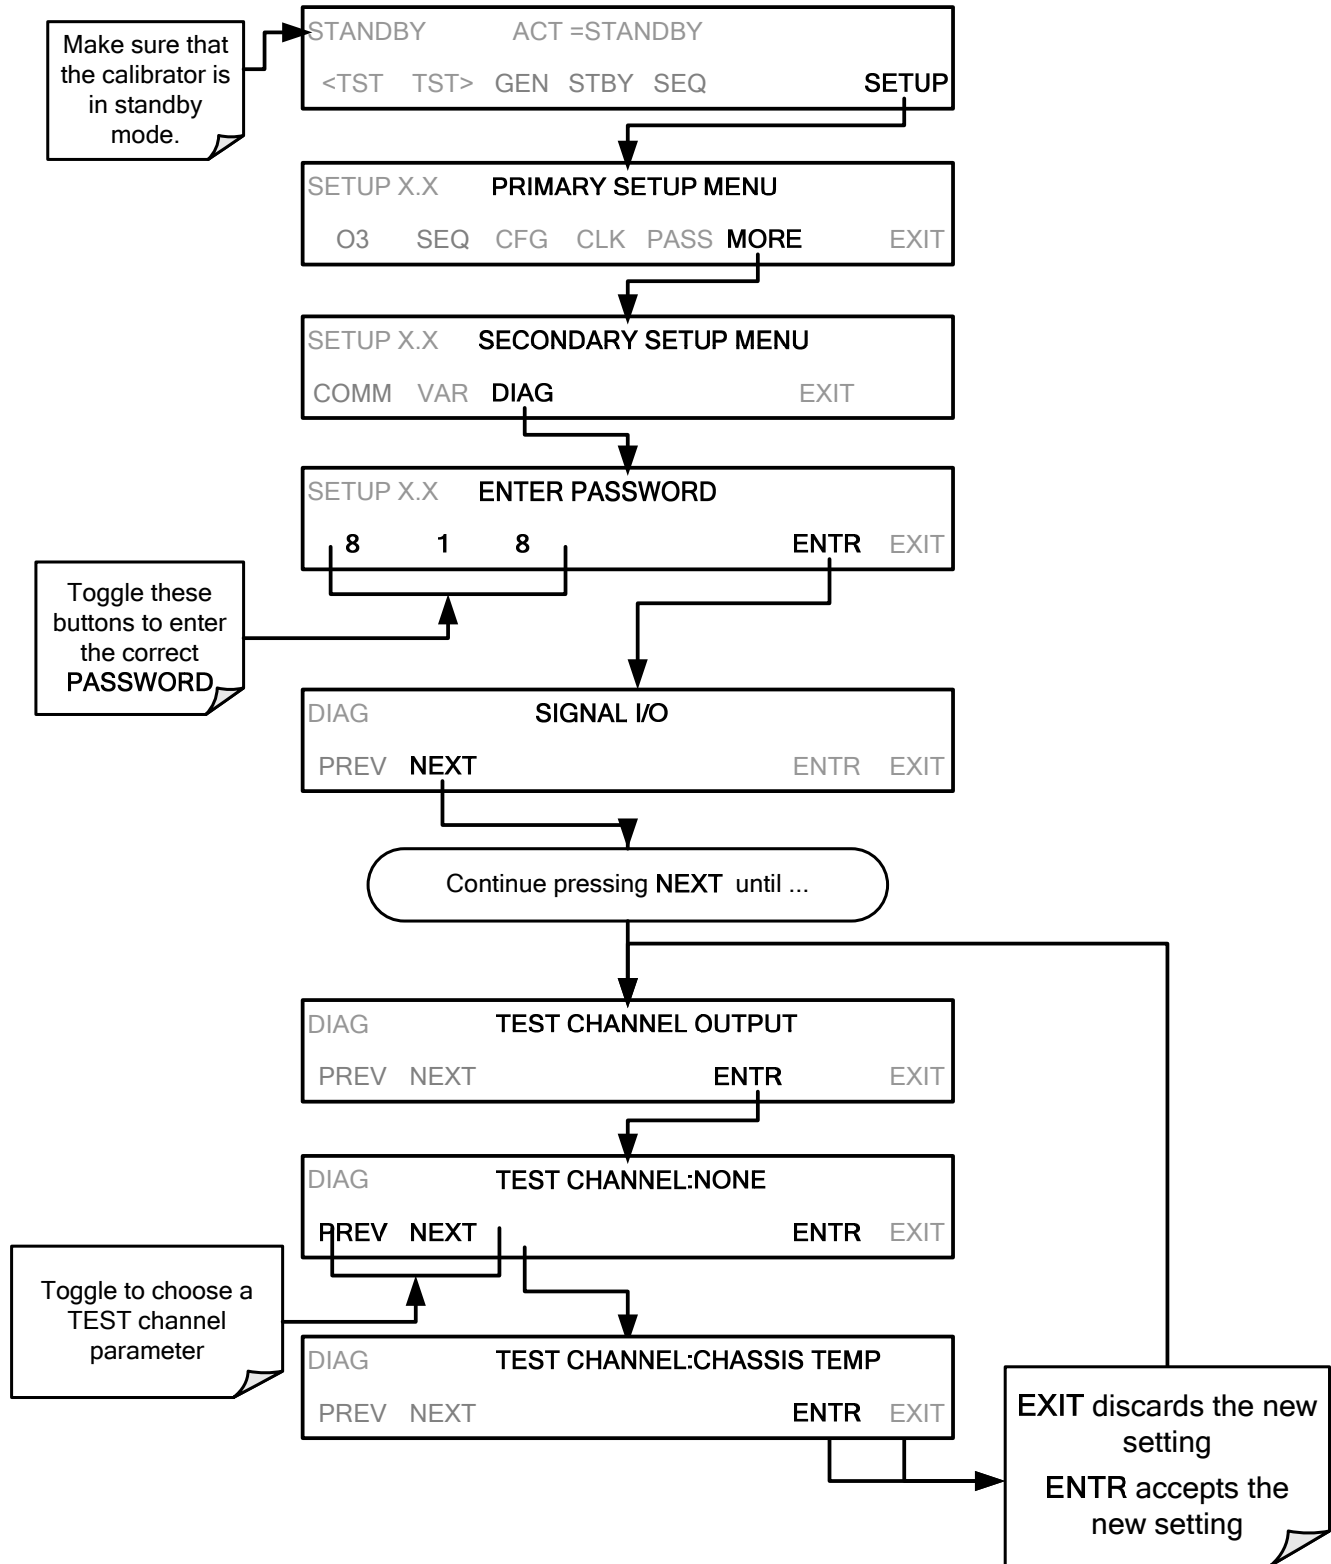 Make sure that
the calibrator is
in standby
mode.
STANDBY ACT =STANDBY
<TST TST> GEN STBY SEQ SETUP
SETUP X.X PRIMARY SETUP MENU
O3 SEQ CFG CLK PASS MORE EXIT
SETUP X.X SECONDARY SETUP MENU
COMM VAR DIAG EXIT
SETUP X.X ENTER PASSWORD
8 1 8 ENTR EXIT
Toggle these
buttons to enter
the correct
PASSWORD
DIAG SIGNAL I/O
PREV NEXT ENTR EXIT
Continue pressing NEXT until ...
DIAG TEST CHANNEL OUTPUT
PREV NEXT ENTR EXIT
DIAG TEST CHANNEL:NONE
PREV NEXT ENTR EXIT
Toggle to choose a
TEST channel
parameter
DIAG TEST CHANNEL:CHASSIS TEMP
PREV NEXT ENTR EXIT
EXIT discards the new
setting
ENTR accepts the
new setting